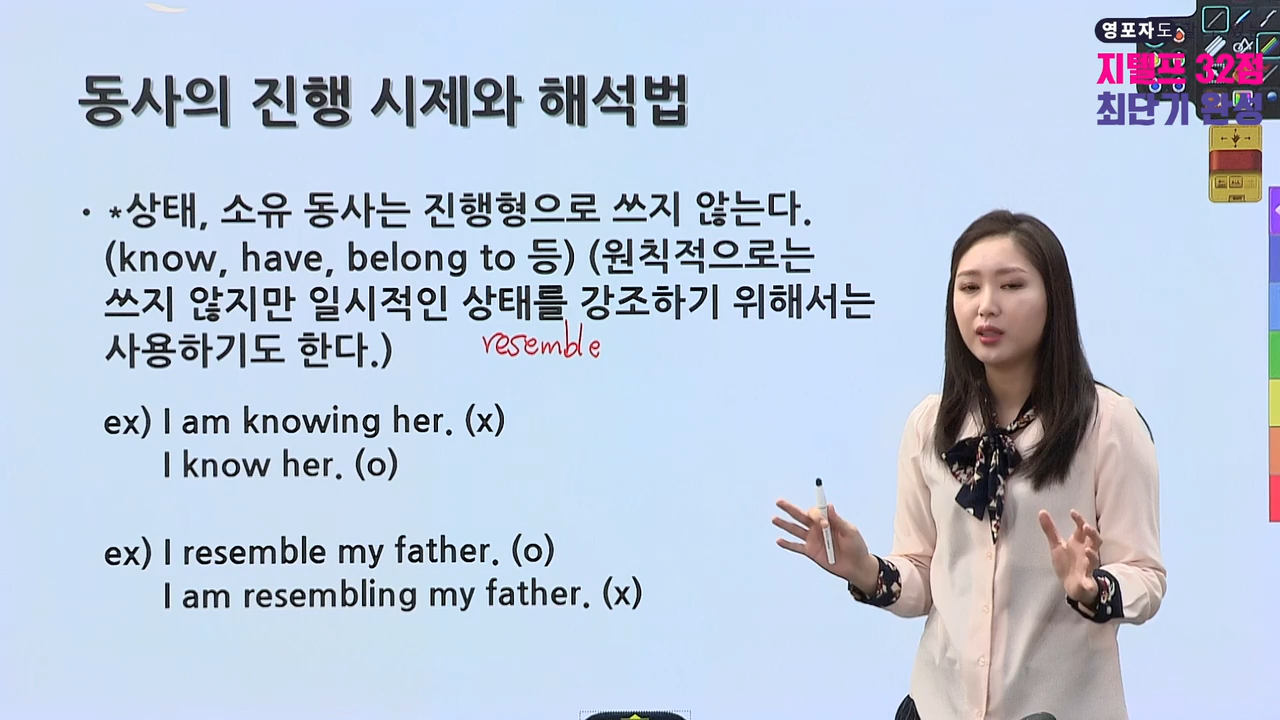 영포자도
지텔프 32점
최단기 완성
동사의 진행 시제와 해석법
• *상태, 소유 동사는 진행형으로 쓰지 않는다.
(know, have, belong to 등) (원칙적으로는
쓰지 않지만 일시적인 상태를 강조하기 위해서는
사용하기도 한다.)
resemble
ex) I am knowing her. (x)
I know her. (o)
ex) I resemble my father. (o)
I am resembling my father. (x)